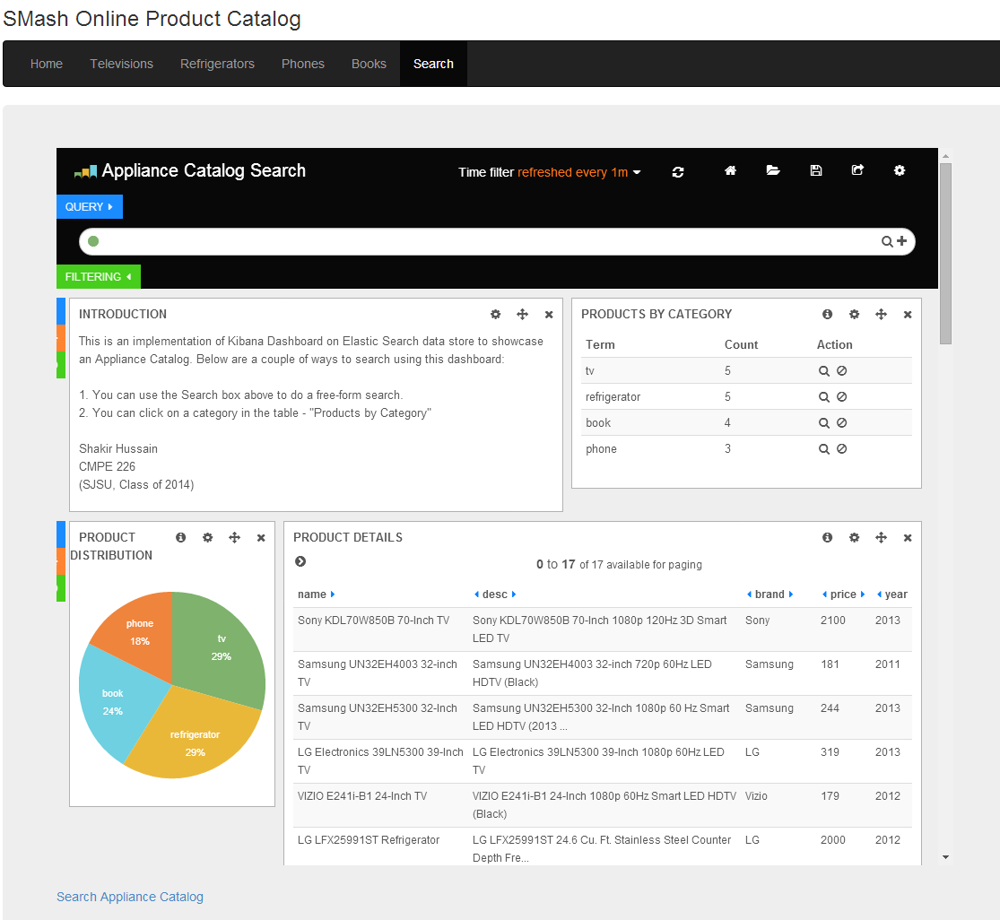 SMash Online Product Catalog
Home Televisions Refrigerators Phones Books Search
Appliance Catalog Search
Time filter refreshed every 1m
QUERY
FILTERING
INTRODUCTION
This is an implementation of Kibana Dashboard on Elastic Search data store to showcase
an Appliance Catalog. Below are a couple of ways to search using this dashboard:
1. You can use the Search box above to do a free-form search.
2. You can click on a category in the table - "Products by Category"
Shakir Hussain
CMPE 226
(SJSU, Class of 2014)
PRODUCTS BY CATEGORY
Term Count Action
tv 5
refrigerator 5
book 4
phone 3
PRODUCT
DISTRIBUTION
phone
18%
tv
29%
book
24%
refrigerator
29%
PRODUCT DETAILS
0 to 17 of 17 available for paging
name desc brand price year
Sony KDL70W850B 70-Inch TV Sony KDL70W850B 70-Inch 1080p 120Hz 3D Smart Sony 2100 2013
LED TV
Samsung UN32EH4003 32-inch Samsung UN32EH4003 32-inch 720p 60Hz LED Samsung 181 2011
TV HDTV (Black)
Samsung UN32EH5300 32-Inch Samsung UN32EH5300 32-Inch 1080p 60 Hz Smart Samsung 244 2013
TV LED HDTV (2013 ...
LG Electronics 39LN5300 39-Inch LG Electronics 39LN5300 39-Inch 1080p 60Hz LED LG 319 2013
TV TV
VIZIO E241i-B1 24-Inch TV VIZIO E241i-B1 24-Inch 1080p 60Hz Smart LED HDTV Vizio 179 2012
(Black)
LG LFX25991ST Refrigerator LG LFX25991ST 24.6 Cu. Ft. Stainless Steel Counter LG 2000 2012
Depth Fre...
Search Appliance Catalog